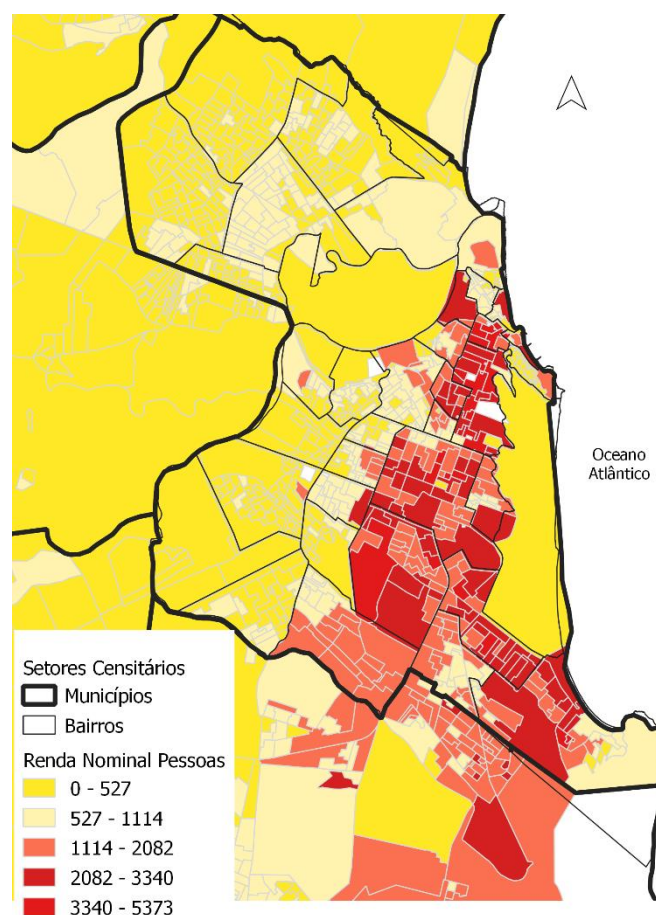 Oceano
Atlântico
Setores Censitários
Municípios
Bairros
Renda Nominal Pessoas
0 - 527
527 - 1114
1114 - 2082
2082 - 3340
3340 - 5373